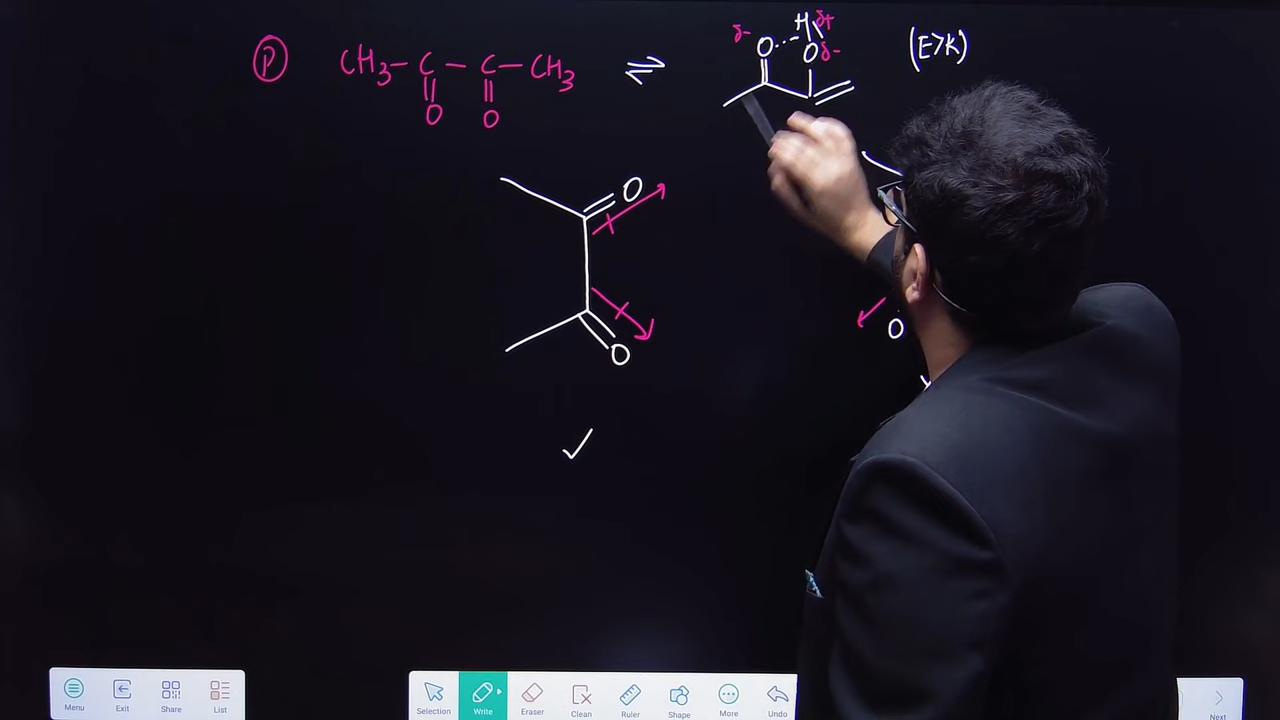 P CH3 – C – C – CH3 ⇌ (E>K)
O O
δ- O H δ+
O δ-
O
O
O
✓
Menu Exit Share List Selection Write Eraser Clean Ruler Shape More Undo Next